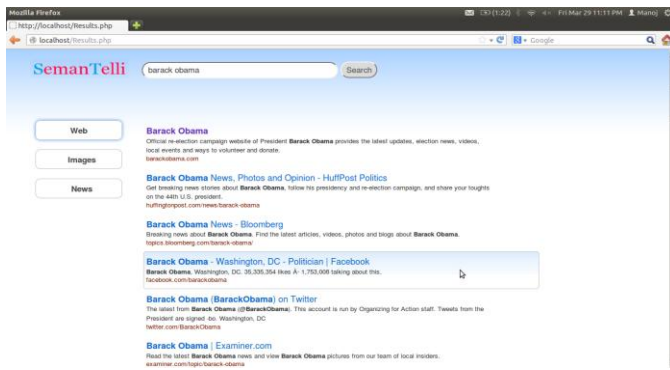 Mozilla Firefox
(1:22) Fri Mar 29 11:11 PM Manoj
http://localhost/Results.php
localhost/Results.php
Google
SemanTelli
barack obama
Search
Web
Images
News
Barack Obama
Official re-election campaign website of President Barack Obama provides the latest updates, election news, videos,
local events and ways to volunteer and donate.
barackobama.com
Barack Obama News, Photos and Opinion - HuffPost Politics
Get breaking news stories about Barack Obama, follow his presidency and re-election campaign, and share your toughts
on the 44th U.S. president.
huffingtonpost.com/news/barack-obama
Barack Obama News - Bloomberg
Breaking news about Barack Obama. Find the latest articles, videos, photos and blogs about Barack Obama.
topics.bloomberg.com/barack-obama/
Barack Obama - Washington, DC - Politician | Facebook
Barack Obama, Washington, DC. 35,335,354 likes Â· 1,753,008 talking about this.
facebook.com/barackobama
Barack Obama (BarackObama) on Twitter
The latest from Barack Obama (@BarackObama). This account is run by Organizing for Action staff. Tweets from the
President are signed -bo. Washington, DC
twitter.com/BarackObama
Barack Obama | Examiner.com
Read the latest Barack Obama news and view Barack Obama pictures from our team of local insiders.
examiner.com/topic/barack-obama